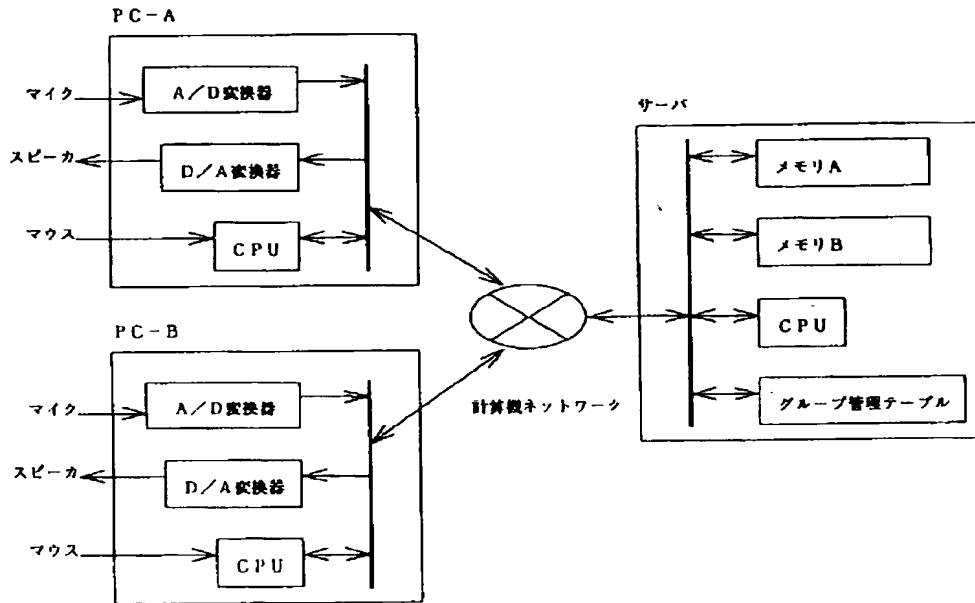 PC-A
マイク
A/D変換器
スピーカ
D/A変換器
マウス
CPU
PC-B
マイク
A/D変換器
スピーカ
D/A変換器
マウス
CPU
計算機ネットワーク
サーバ
メモリA
メモリB
CPU
グループ管理テーブル